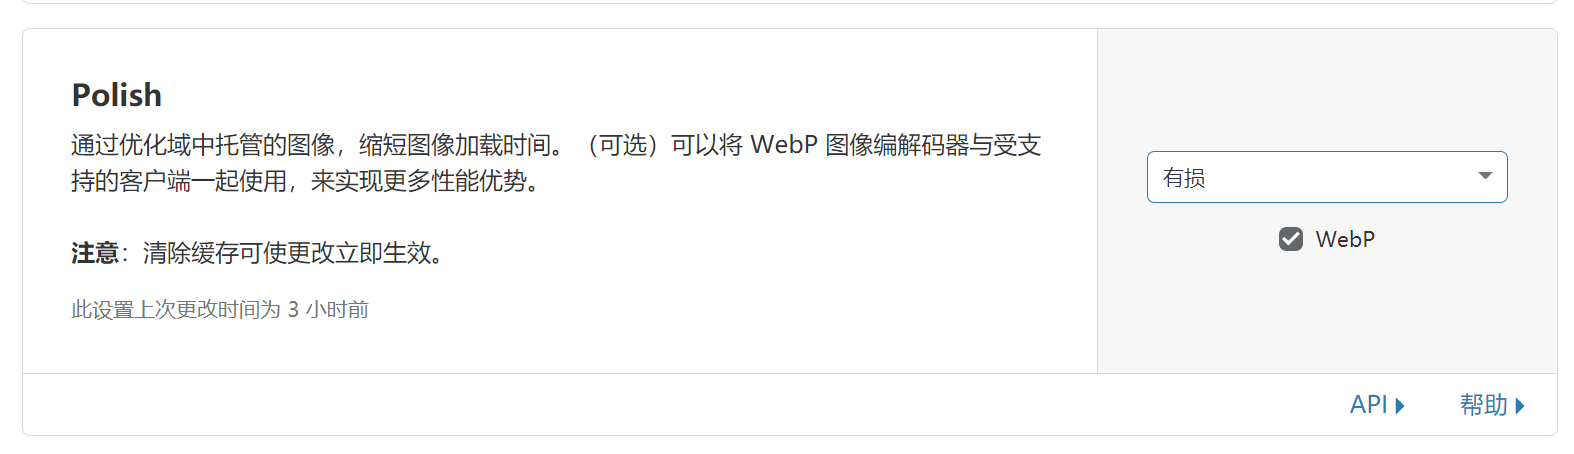 Polish
通过优化域中托管的图像，缩短图像加载时间。（可选）可以将 WebP 图像编解码器与受支
持的客户端一起使用，来实现更多性能优势。
注意：清除缓存可使更改立即生效。
此设置上次更改时间为 3 小时前
有损
WebP
API
帮助